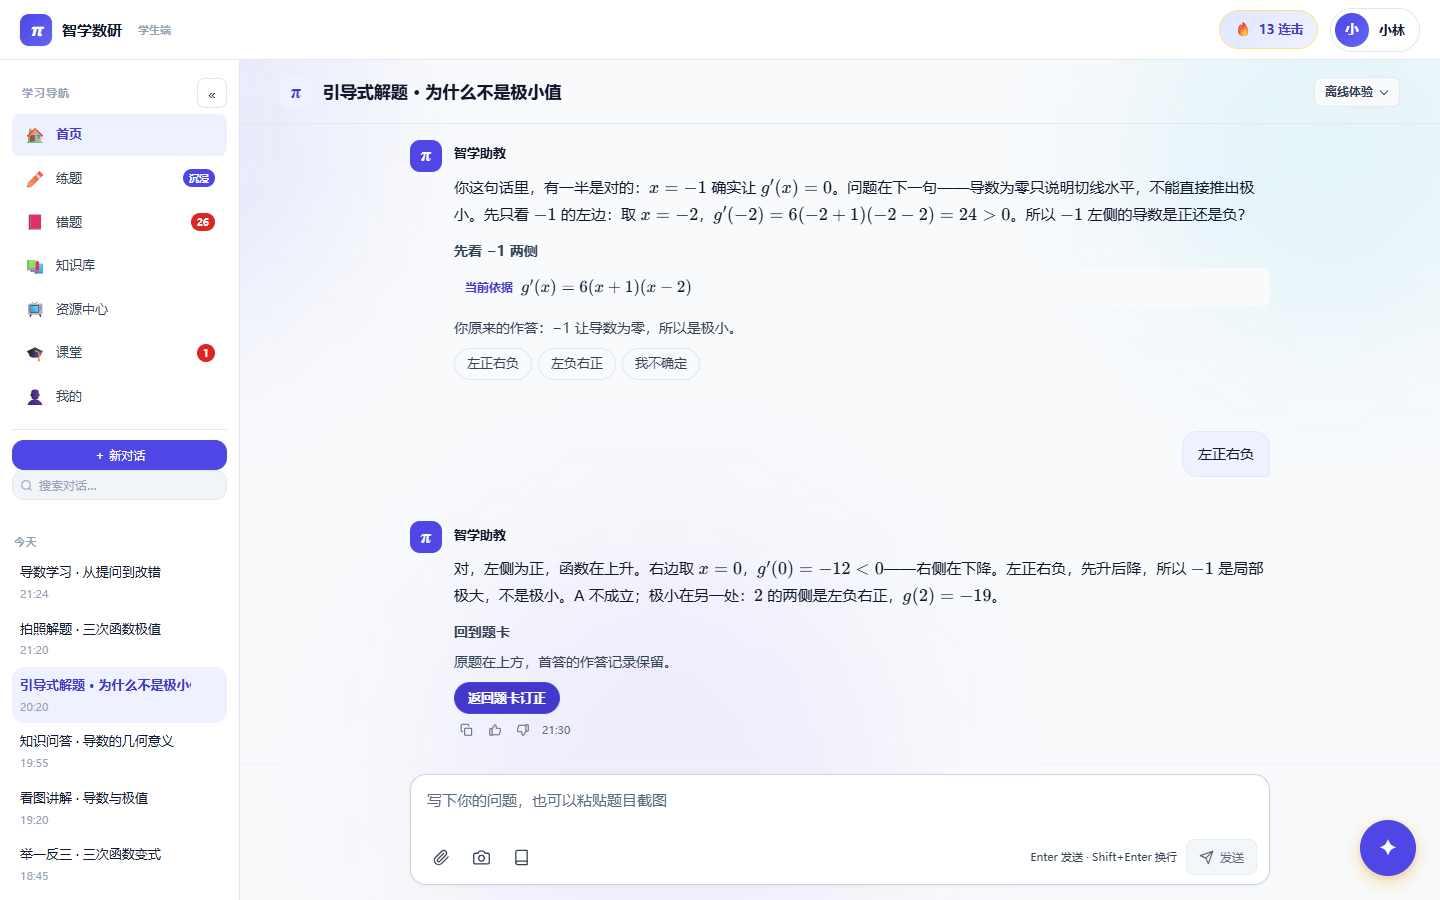 π 智学数研 学生端
13 连击
小 小林
学习导航
«
首页
练题 沉浸
错题 26
知识库
资源中心
课堂 1
我的
+ 新对话
搜索对话...
今天
导数学习 · 从提问到改错
21:24
拍照解题 · 三次函数极值
21:20
引导式解题 • 为什么不是极小
20:20
知识问答 · 导数的几何意义
19:55
看图讲解 · 导数与极值
19:20
举一反三 · 三次函数变式
18:45
π 引导式解题 • 为什么不是极小值
离线体验
π 智学助教
你这句话里，有一半是对的：x = −1 确实让 g′(x) = 0。问题在下一句——导数为零只说明切线水平，不能直接推出极
小。先只看 −1 的左边：取 x = −2，g′(−2) = 6(−2 + 1)(−2 − 2) = 24 > 0。所以 −1 左侧的导数是正还是负？
先看 −1 两侧
当前依据 g′(x) = 6(x + 1)(x − 2)
你原来的作答：−1 让导数为零，所以是极小。
左正右负 左负右正 我不确定
左正右负
π 智学助教
对，左侧为正，函数在上升。右边取 x = 0，g′(0) = −12 < 0——右侧在下降。左正右负，先升后降，所以 −1 是局部
极大，不是极小。A 不成立；极小在另一处：2 的两侧是左负右正，g(2) = −19。
回到题卡
原题在上方，首答的作答记录保留。
返回题卡订正
21:30
写下你的问题，也可以粘贴题目截图
Enter 发送 · Shift+Enter 换行 发送